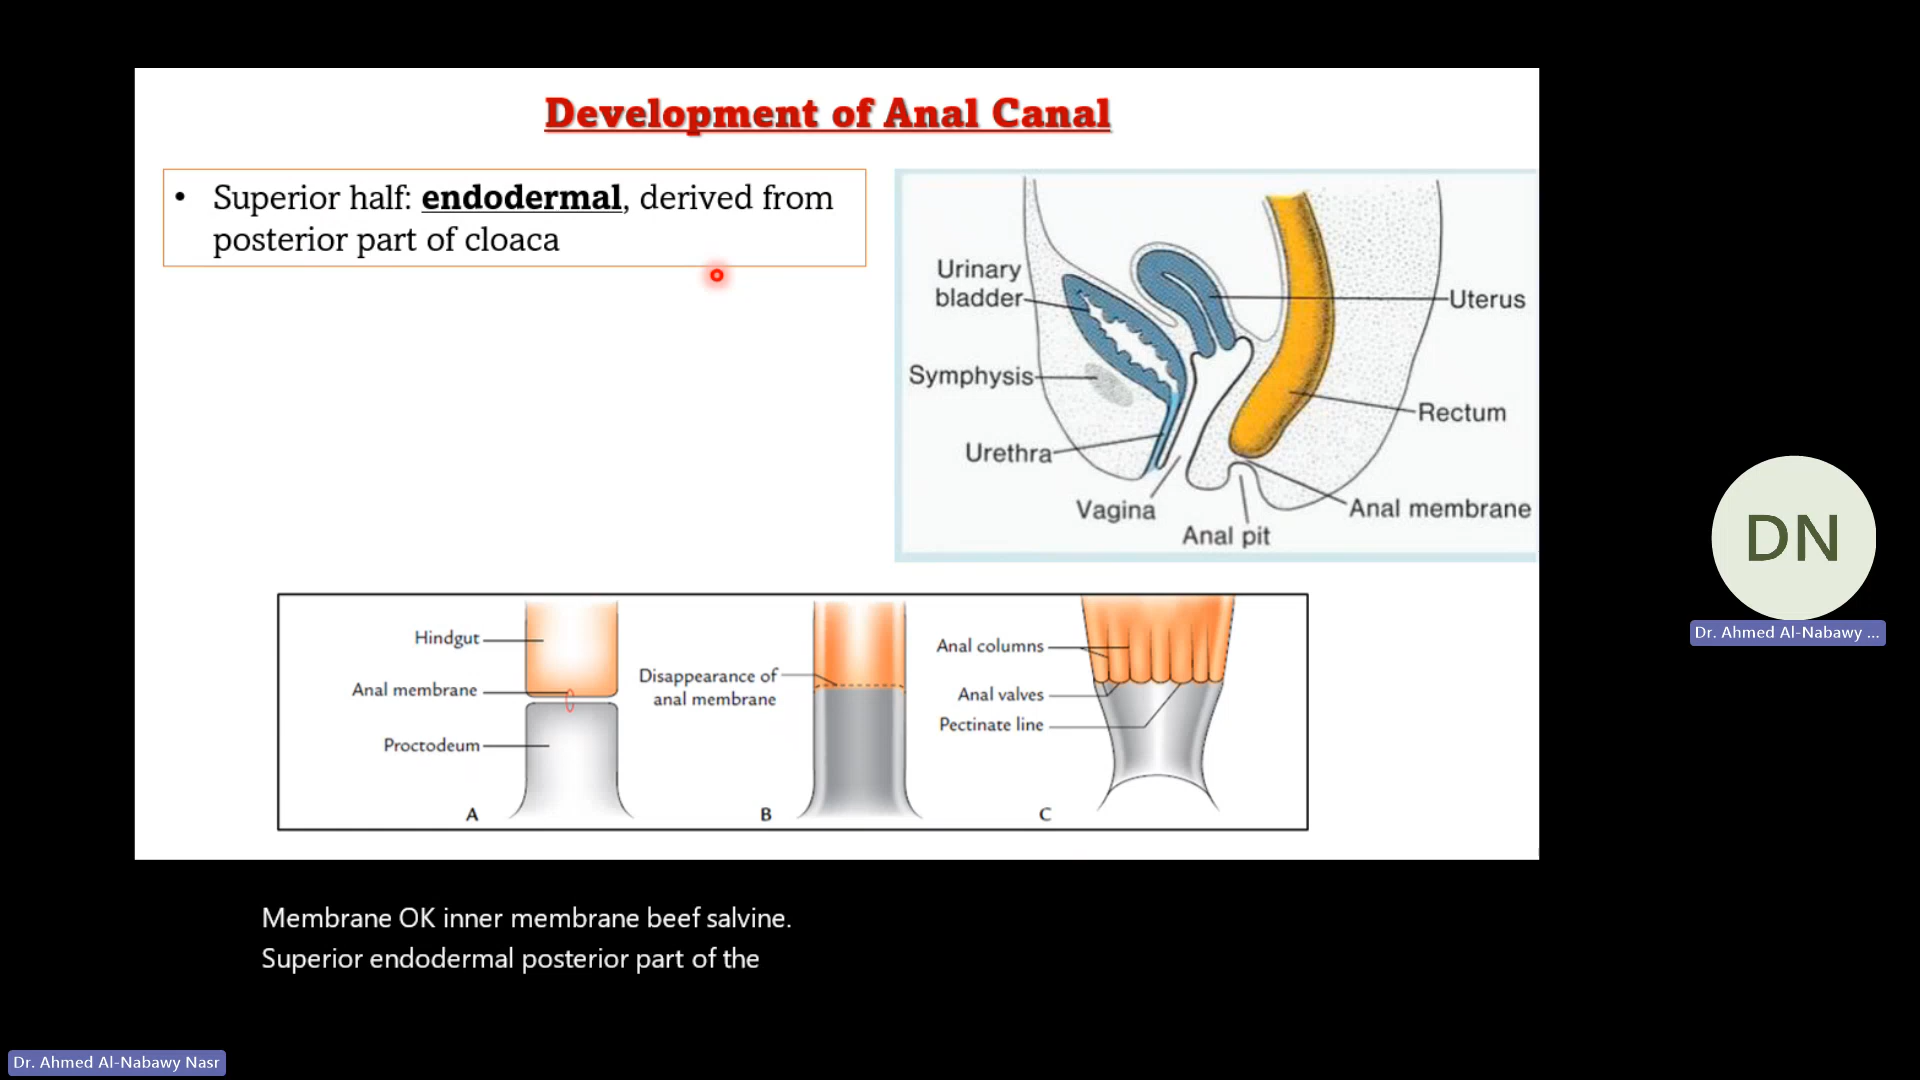 Development of Anal Canal
• Superior half: endodermal, derived from
posterior part of cloaca
Urinary
bladder
Uterus
Symphysis
Rectum
Urethra
Vagina
Anal membrane
Anal pit
Hindgut
Anal membrane
Proctodeum
A
Disappearance of
anal membrane
B
Anal columns
Anal valves
Pectinate line
C
DN
Dr. Ahmed Al-Nabawy ...
Membrane OK inner membrane beef salvine.
Superior endodermal posterior part of the
Dr. Ahmed Al-Nabawy Nasr